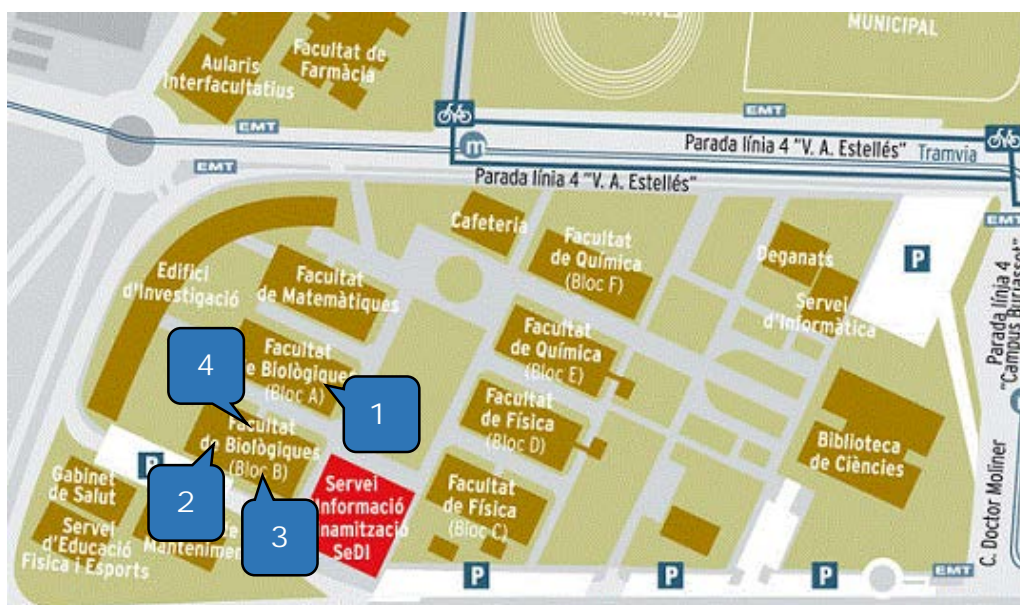 MUNICIPAL
Facultat de
Farmàcia
Aularis
Interfacultatius
EMT
EMT
EMT
m
Parada línia 4 "V. A. Estellés"
Tramvia
Parada línia 4 "V. A. Estellés"
EMT
Cafeteria
Facultat
de Química
(Bloc F)
Deganats
P
Servei
d'Informàtica
Parada línia 4
"Campus Burjassot"
Edifici
d'Investigació
Facultat
de Matemàtiques
Facultat
de Química
(Bloc E)
Facultat
de Biològiques
(Bloc A)
4
1
Facultat
de Física
(Bloc D)
Facultat
de Biològiques
(Bloc B)
2
3
Biblioteca
de Ciències
P
Gabinet
de Salut
Servei
Informació
SeDI
Facultat
de Física
(Bloc C)
C. Doctor Moliner
Servei
d'Educació
Física i Esports
P
P
P
EMT